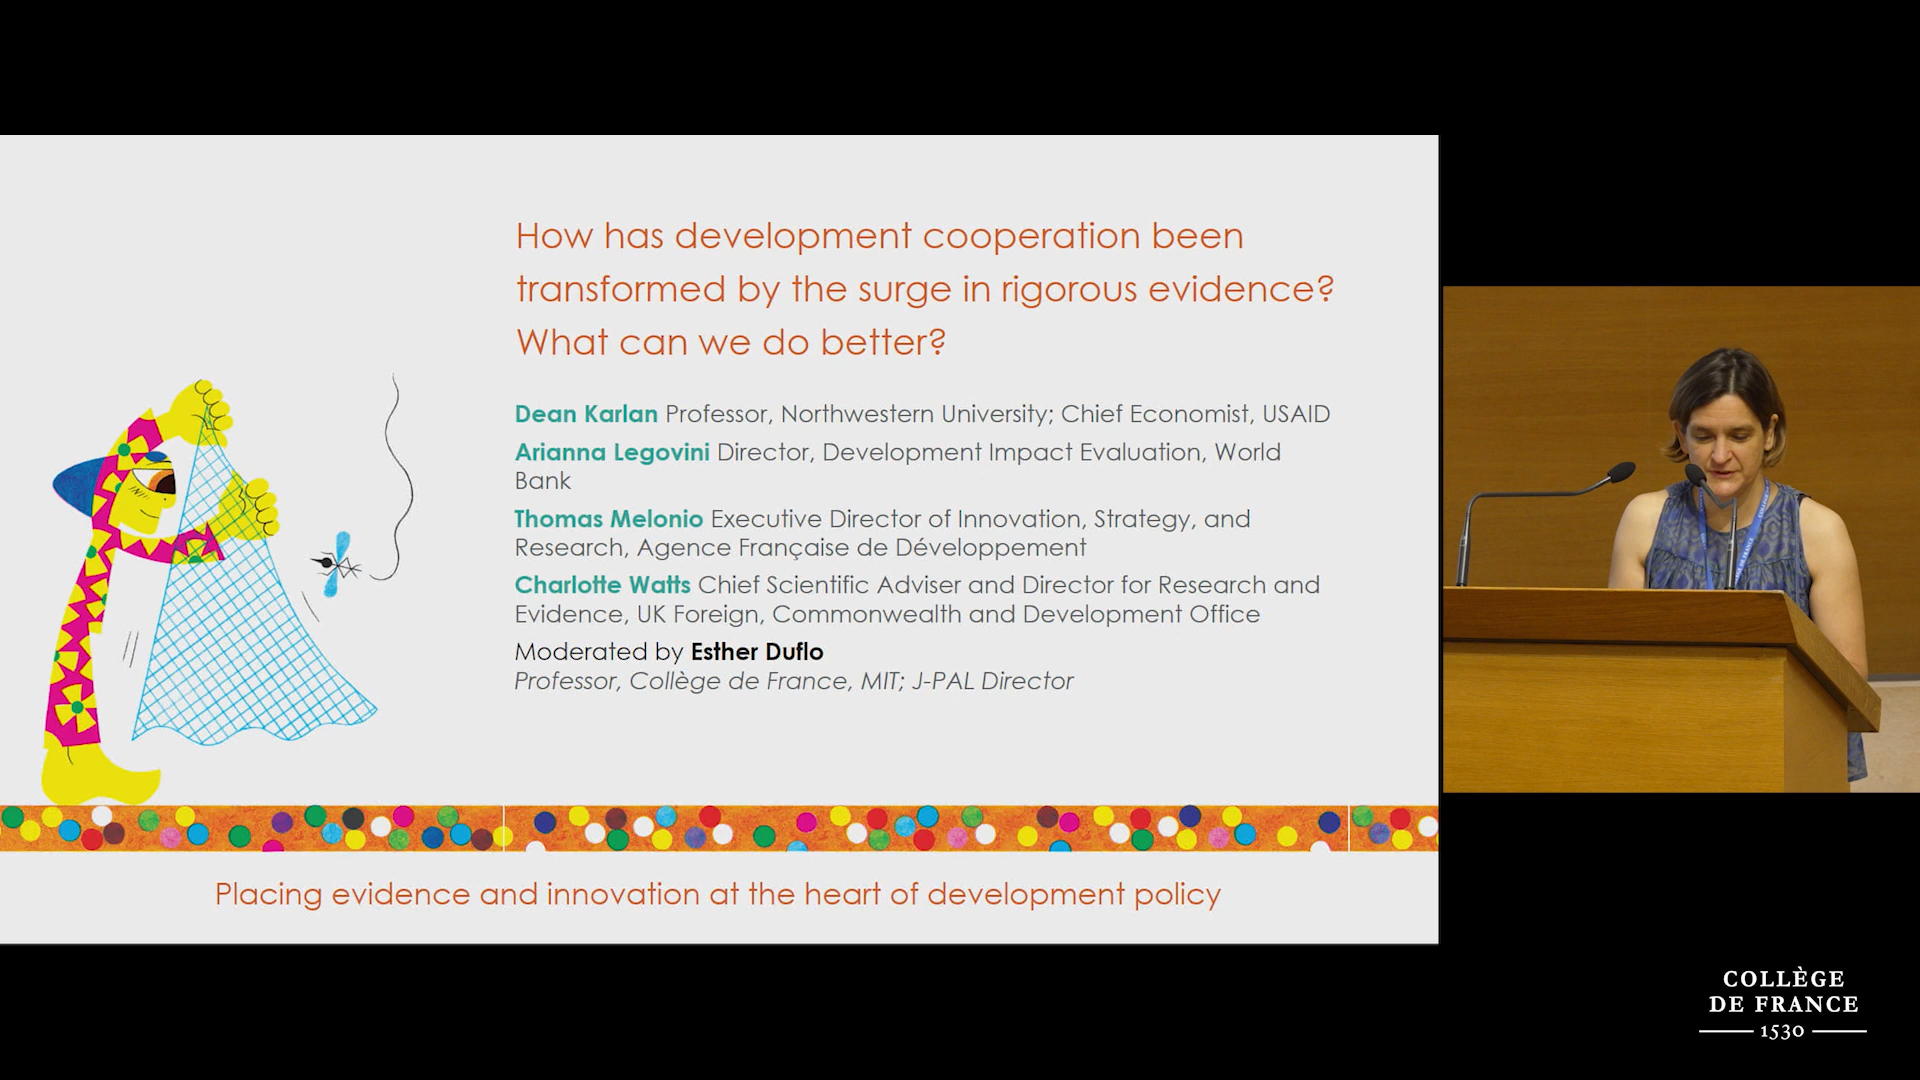 How has development cooperation been
transformed by the surge in rigorous evidence?
What can we do better?
Dean Karlan Professor, Northwestern University; Chief Economist, USAID
Arianna Legovini Director, Development Impact Evaluation, World
Bank
Thomas Melonio Executive Director of Innovation, Strategy, and
Research, Agence Française de Développement
Charlotte Watts Chief Scientific Adviser and Director for Research and
Evidence, UK Foreign, Commonwealth and Development Office
Moderated by Esther Duflo
Professor, Collège de France, MIT; J-PAL Director
Placing evidence and innovation at the heart of development policy
COLLÈGE
DE FRANCE
1530